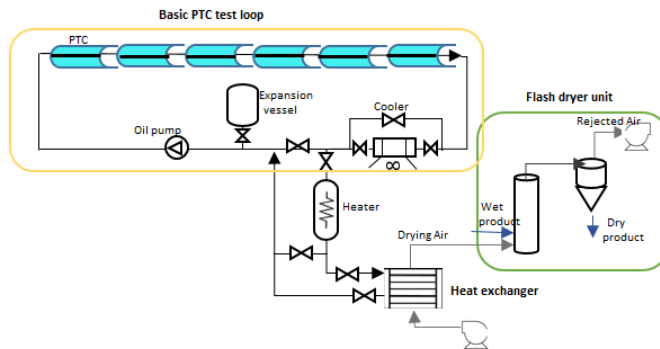 Basic PTC test loop
PTC
Expansion
vessel
Cooler
Oil pump
Flash dryer unit
Rejected Air
Heater
Wet
product
Drying Air
Dry
product
Heat exchanger